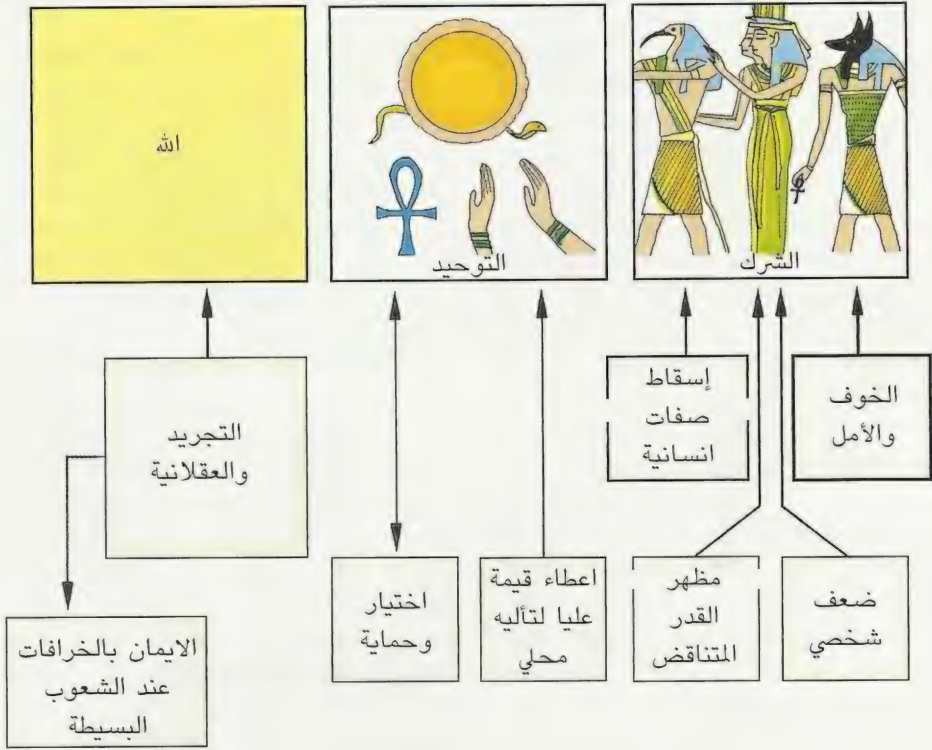 الشرك
التوحيد
الله
الخوف
والأمل
إسقاط
صفات
انسانية
التجريد
والعقلانية
ضعف
شخصي
مظهر
القدر
المتناقض
اعطاء قيمة
عليا لتأليه
محلي
اختيار
وحماية
الايمان بالخرافات
عند الشعوب
البسيطة